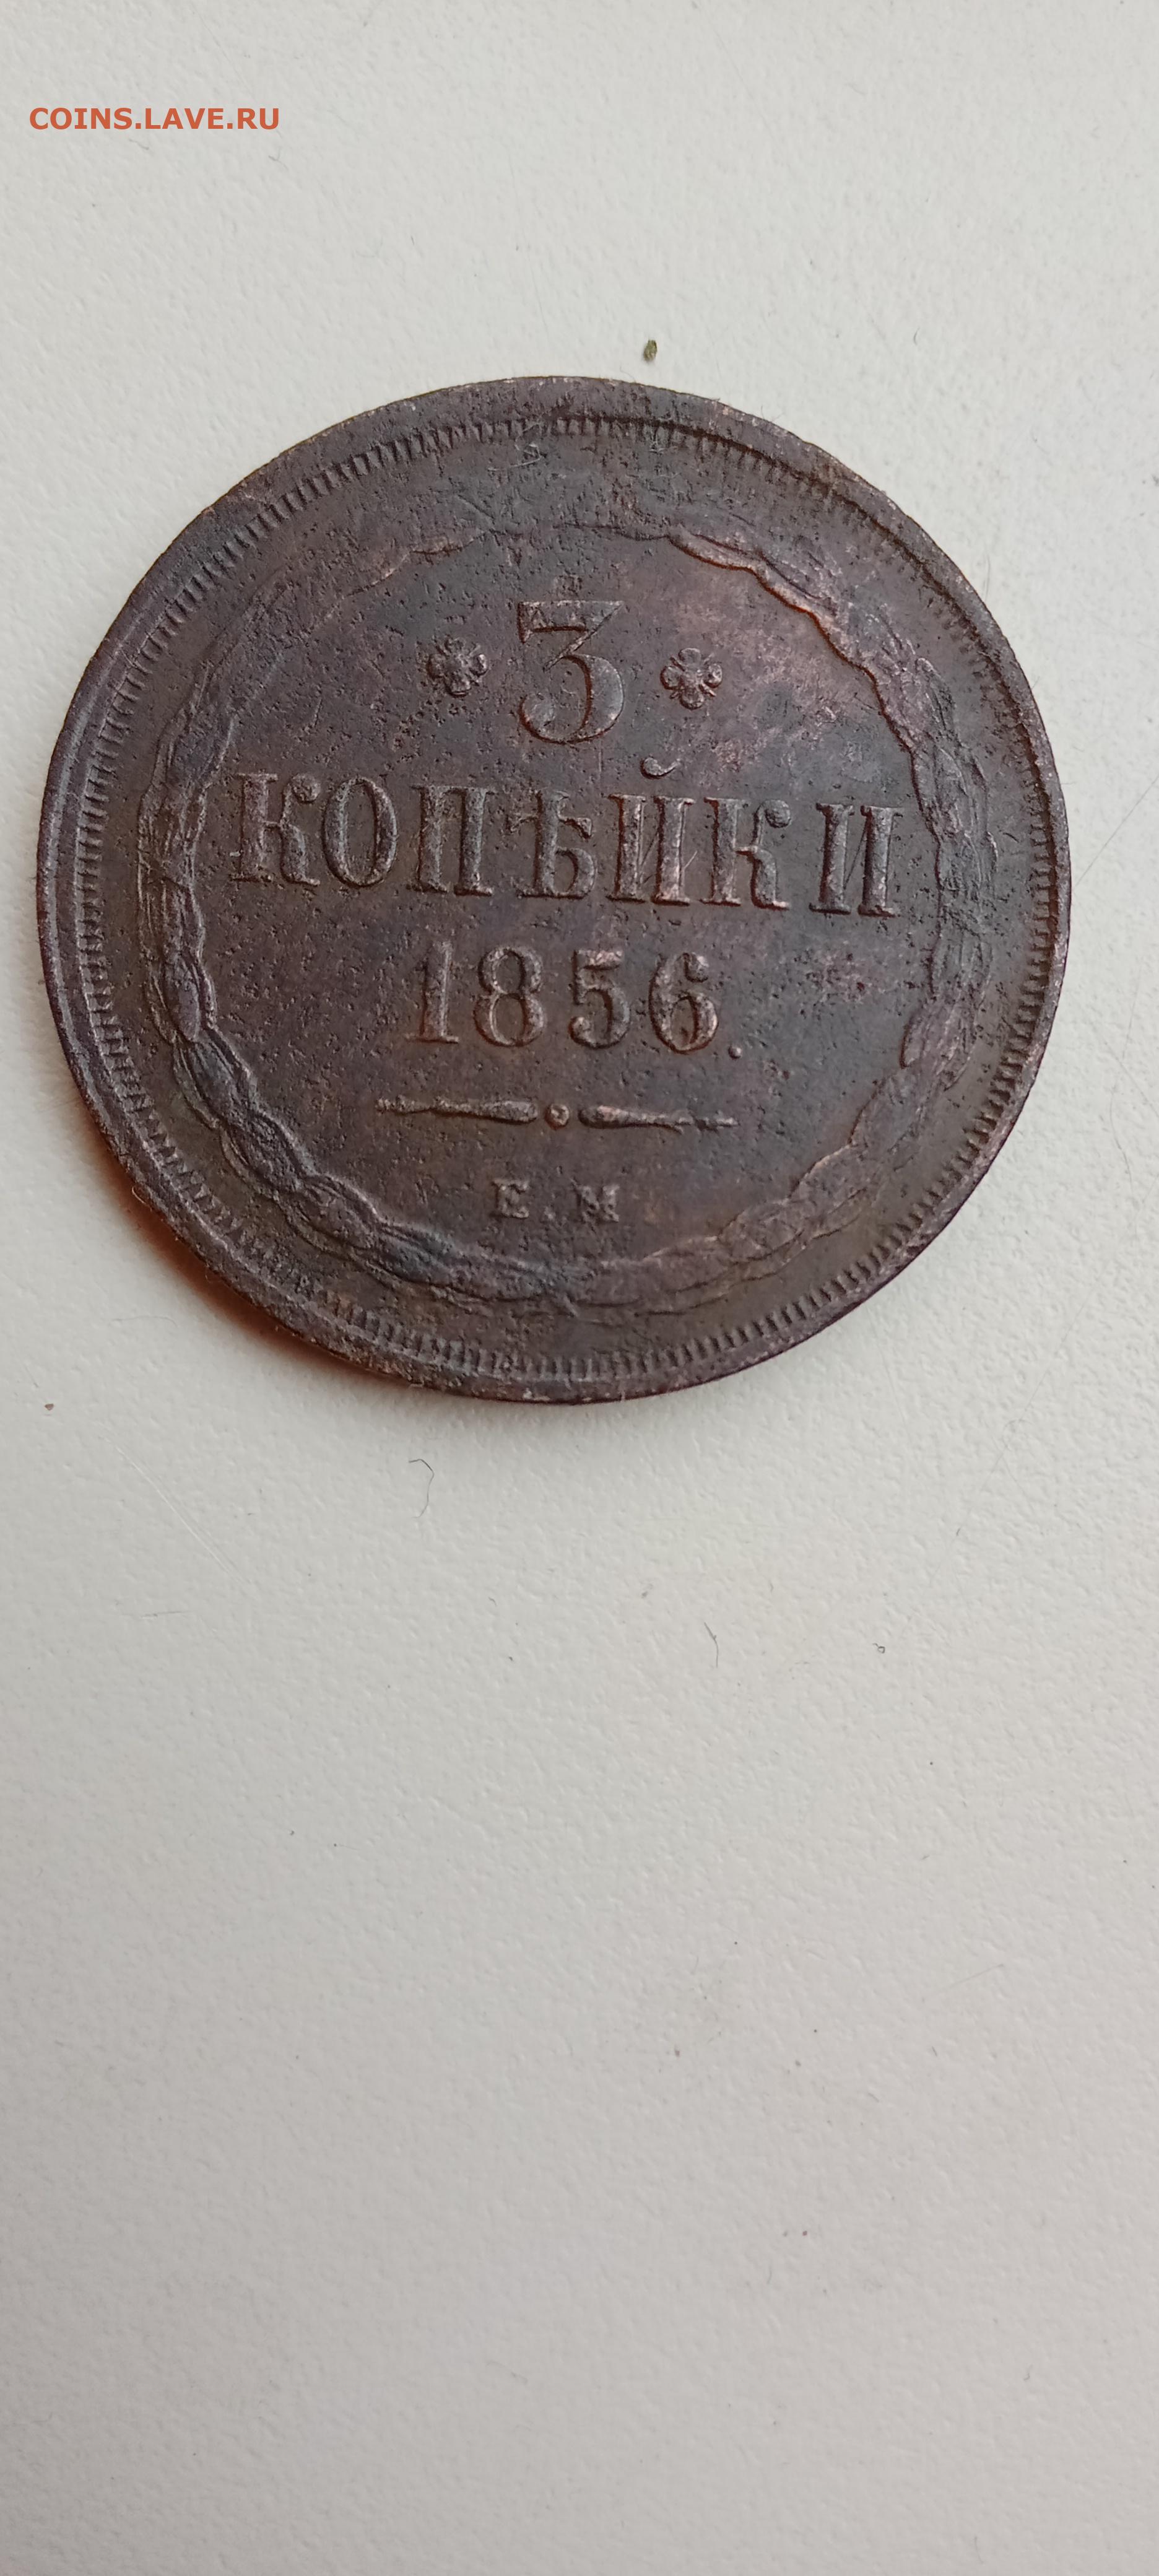 COINS.LAVE.RU
3
КОПѢЙКИ
1856.
Е.М